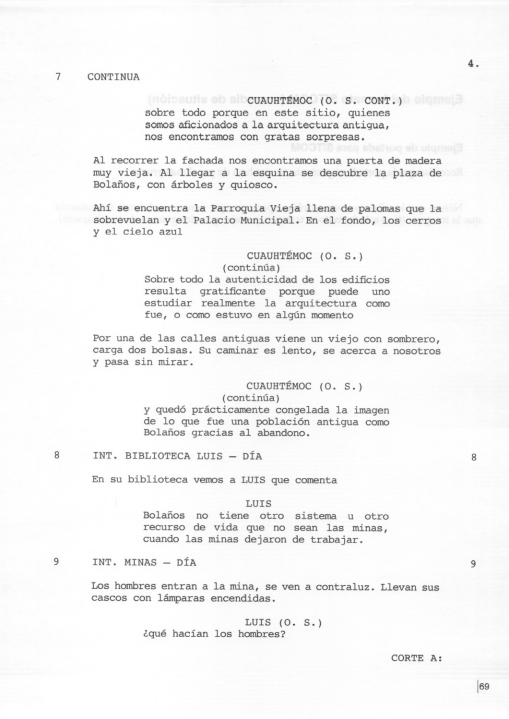 4.
7 CONTINUA
CUAUHTÉMOC (O. S. CONT.)
sobre todo porque en este sitio, quienes
somos aficionados a la arquitectura antigua,
nos encontramos con gratas sorpresas.
Al recorrer la fachada nos encontramos una puerta de madera
muy vieja. Al llegar a la esquina se descubre la plaza de
Bolaños, con árboles y quiosco.
Ahí se encuentra la Parroquia Vieja llena de palomas que la
sobrevuelan y el Palacio Municipal. En el fondo, los cerros
y el cielo azul
CUAUHTÉMOC (O. S.)
(continúa)
Sobre todo la autenticidad de los edificios
resulta gratificante porque puede uno
estudiar realmente la arquitectura como
fue, o como estuvo en algún momento
Por una de las calles antiguas viene un viejo con sombrero,
carga dos bolsas. Su caminar es lento, se acerca a nosotros
y pasa sin mirar.
CUAUHTÉMOC (O. S.)
(continúa)
y quedó prácticamente congelada la imagen
de lo que fue una población antigua como
Bolaños gracias al abandono.
8 INT. BIBLIOTECA LUIS — DÍA 8
En su biblioteca vemos a LUIS que comenta
LUIS
Bolaños no tiene otro sistema u otro
recurso de vida que no sean las minas,
cuando las minas dejaron de trabajar.
9 INT. MINAS — DÍA 9
Los hombres entran a la mina, se ven a contraluz. Llevan sus
cascos con lámparas encendidas.
LUIS (O. S.)
¿qué hacían los hombres?
CORTE A:
69